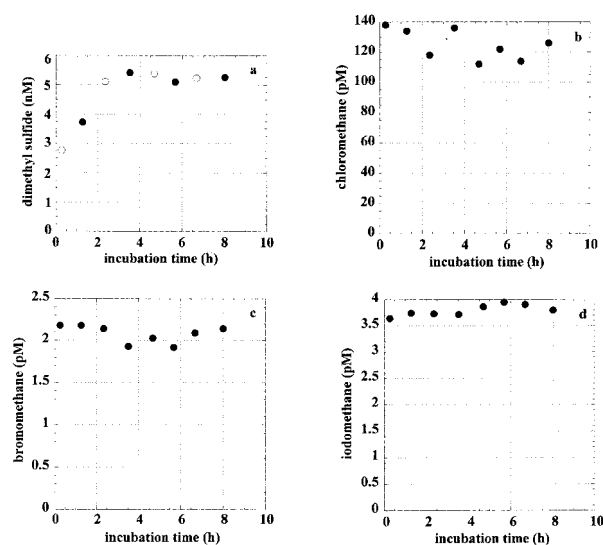 a
dimethyl sulfide (nM)
6
5
4
3
2
1
0
0 2 4 6 8 10
incubation time (h)
b
chloromethane (pM)
140
120
100
80
60
40
20
0
0 2 4 6 8 10
incubation time (h)
c
bromomethane (pM)
2.5
2
1.5
1
0.5
0
0 2 4 6 8 10
incubation time (h)
d
iodomethane (pM)
4
3.5
3
2.5
2
1.5
1
0.5
0
0 2 4 6 8 10
incubation time (h)